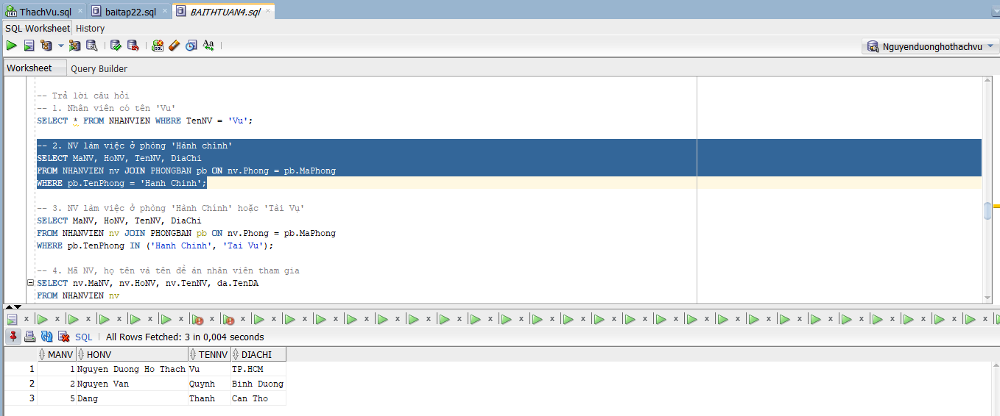 ThachVu.sql baitap22.sql BAITHTUAN4.sql
SQL Worksheet History
Aa
Nguyenduonghothachvu
Worksheet Query Builder
-- Trả lời câu hỏi
-- 1. Nhân viên có tên 'Vu'
SELECT * FROM NHANVIEN WHERE TenNV = 'Vu';
-- 2. NV làm việc ở phòng 'Hành chính'
SELECT MaNV, HoNV, TenNV, DiaChi
FROM NHANVIEN nv JOIN PHONGBAN pb ON nv.Phong = pb.MaPhong
WHERE pb.TenPhong = 'Hanh Chinh';
-- 3. NV làm việc ở phòng 'Hành Chính' hoặc 'Tài Vụ'
SELECT MaNV, HoNV, TenNV, DiaChi
FROM NHANVIEN nv JOIN PHONGBAN pb ON nv.Phong = pb.MaPhong
WHERE pb.TenPhong IN ('Hanh Chinh', 'Tai Vu');
-- 4. Mã NV, họ tên và tên đề án nhân viên tham gia
SELECT nv.MaNV, nv.HoNV, nv.TenNV, da.TenDA
FROM NHANVIEN nv
SQL All Rows Fetched: 3 in 0,004 seconds
MANV HONV TENNV DIACHI
1 1 Nguyen Duong Ho Thach Vu TP.HCM
2 2 Nguyen Van Quynh Binh Duong
3 5 Dang Thanh Can Tho